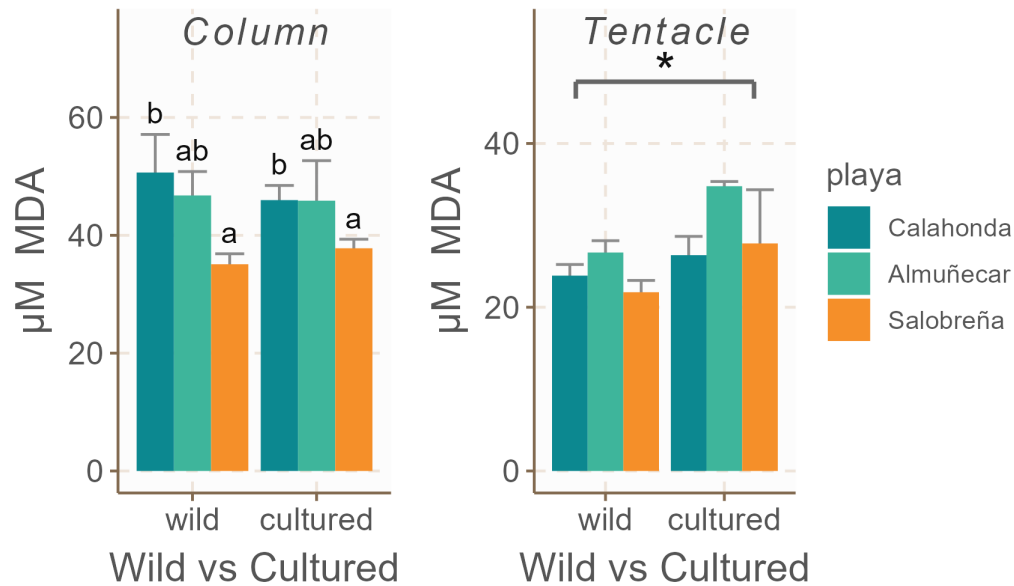 Column
µM MDA
60
40
20
0
b
ab
a
b
ab
a
wild
cultured
Wild vs Cultured
Tentacle
*
µM MDA
40
20
0
wild
cultured
Wild vs Cultured
playa
Calahonda
Almuñecar
Salobreña